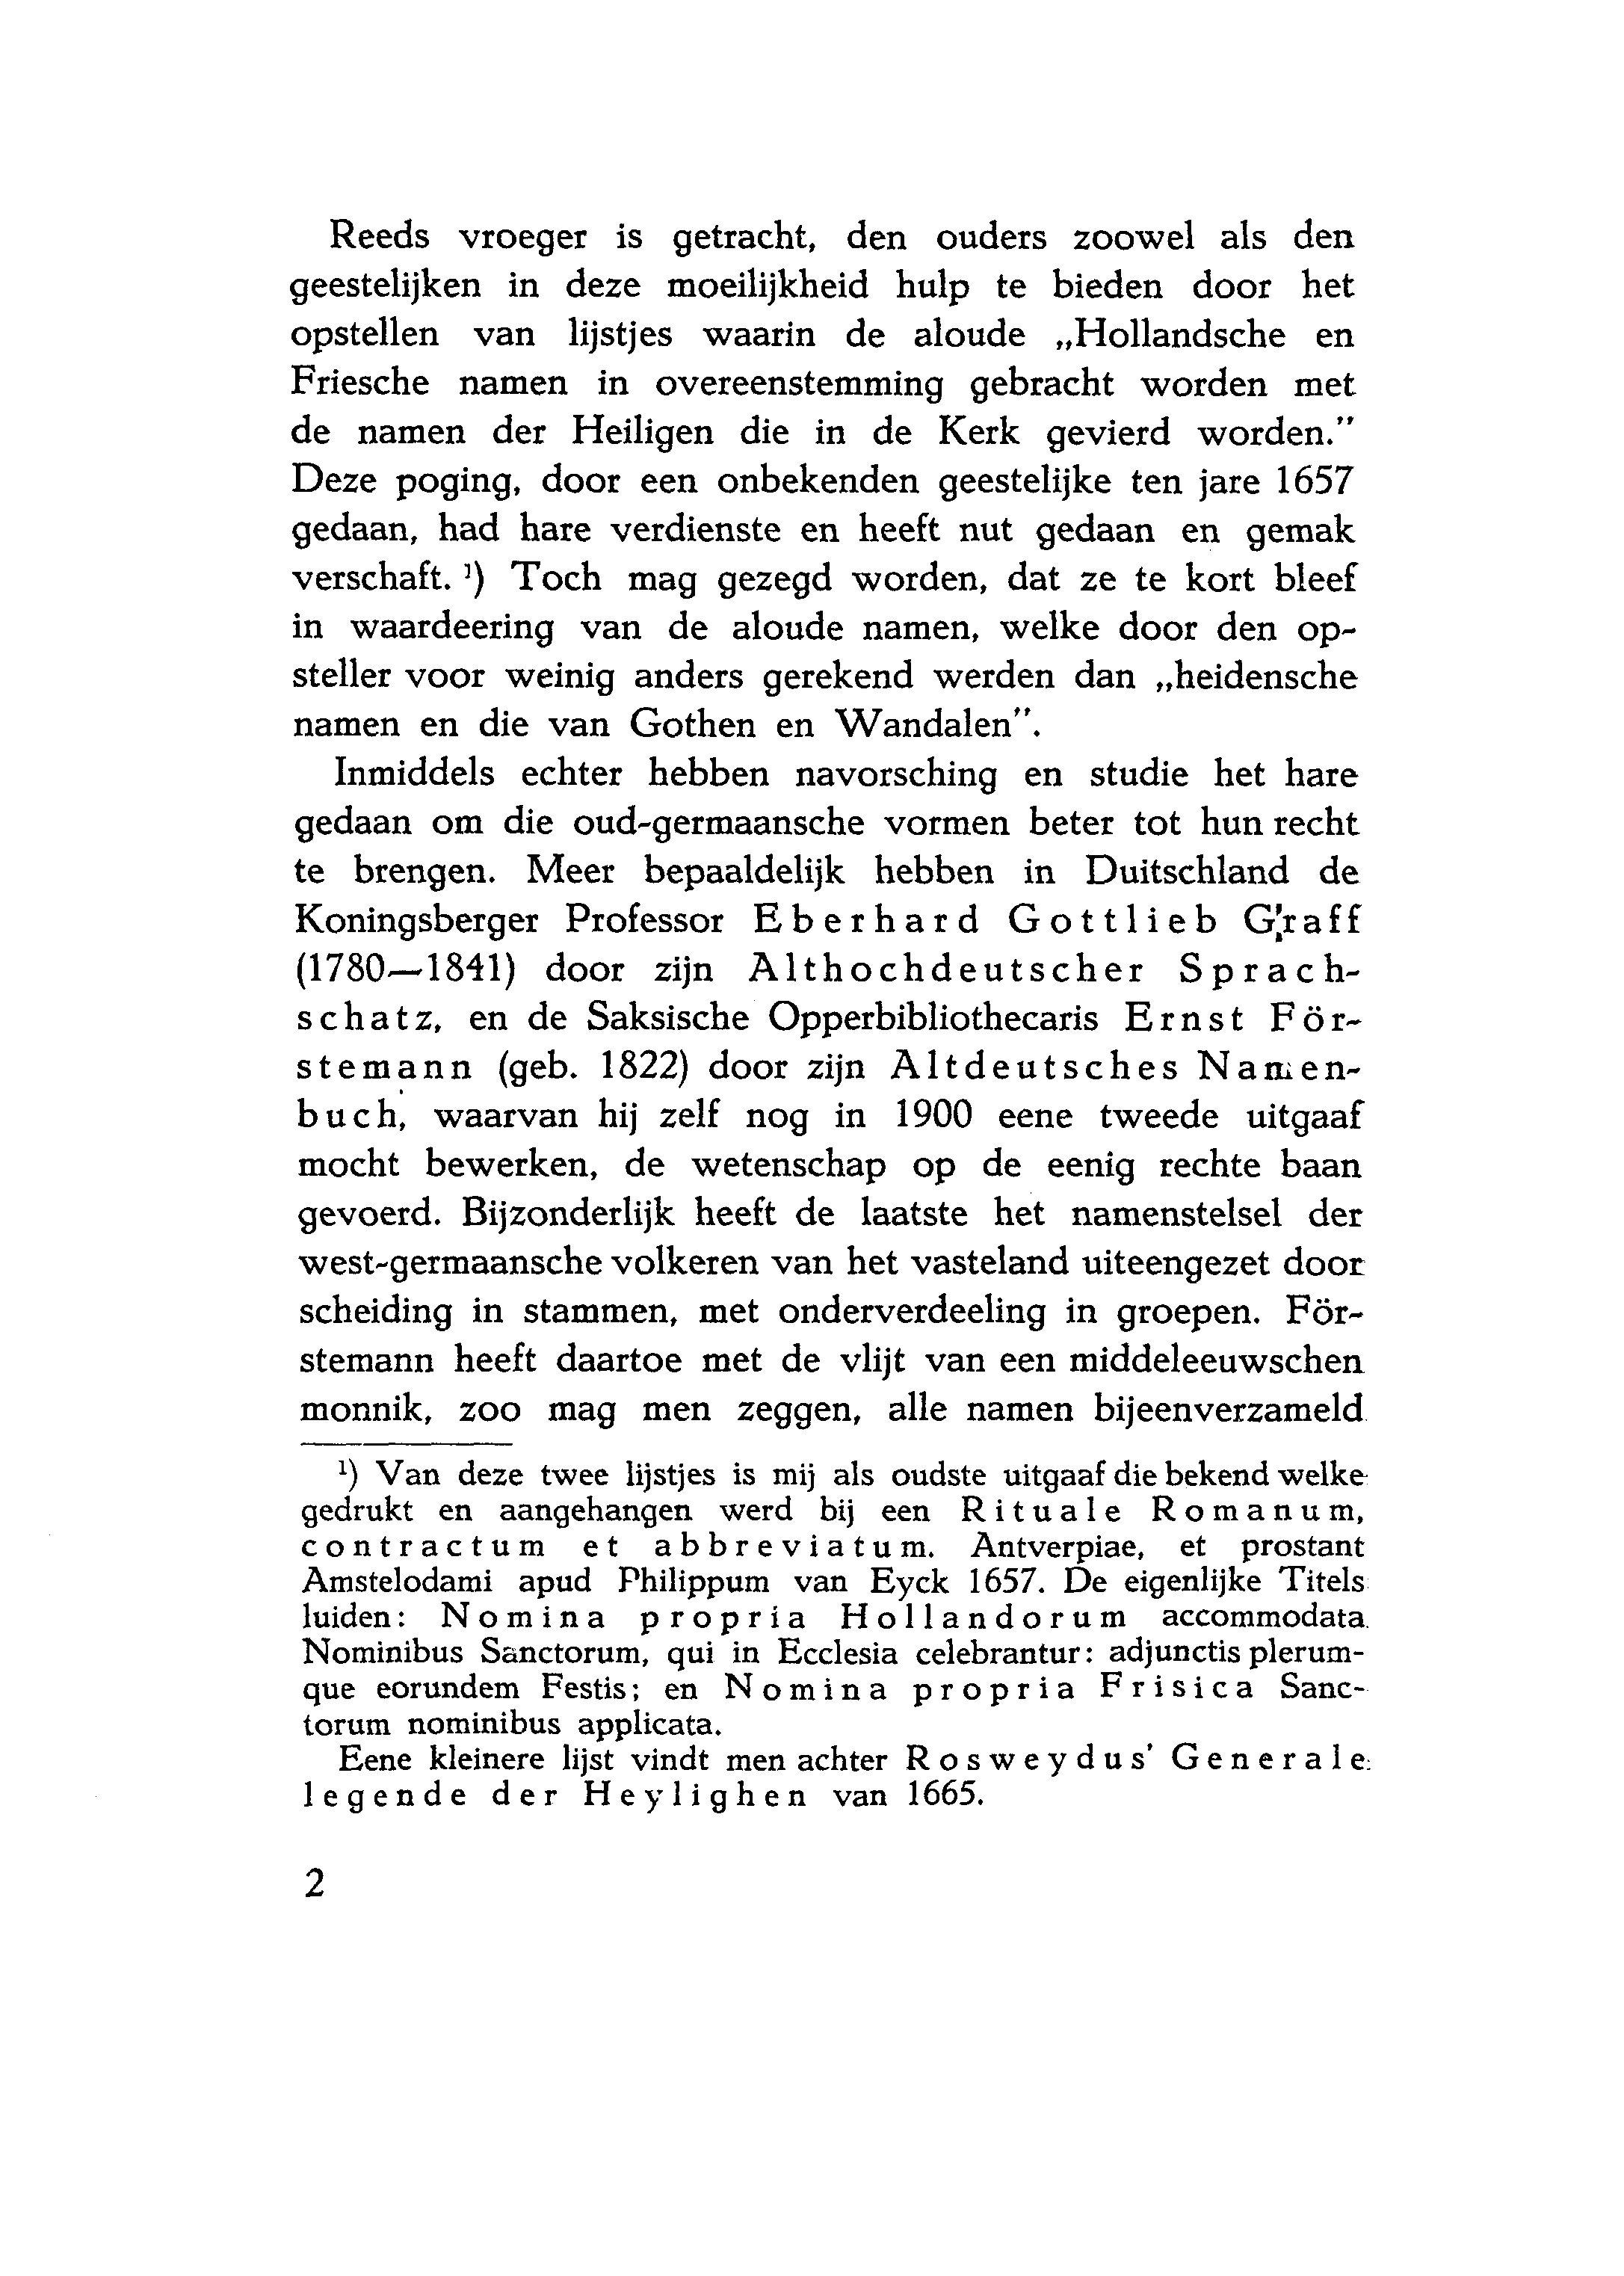 Reeds vroeger is getracht, den ouders zoowel als den
geestelijken in deze moeilijkheid hulp te bieden door het
opstellen van lijstjes waarin de aloude „Hollandsche en
Friesche namen in overeenstemming gebracht worden met
de namen der Heiligen die in de Kerk gevierd worden."
Deze poging, door een onbekenden geestelijke ten jare 1657
gedaan, had hare verdienste en heeft nut gedaan en gemak
verschaft. ¹) Toch mag gezegd worden, dat ze te kort bleef
in waardeering van de aloude namen, welke door den op-
steller voor weinig anders gerekend werden dan „heidensche
namen en die van Gothen en Wandalen".
Inmiddels echter hebben navorsching en studie het hare
gedaan om die oud-germaansche vormen beter tot hun recht
te brengen. Meer bepaaldelijk hebben in Duitschland de
Koningsberger Professor Eberhard Gottlieb Graff
(1780—1841) door zijn Althochdeutscher Sprach-
schatz, en de Saksische Opperbibliothecaris Ernst För-
stemann (geb. 1822) door zijn Altdeutsches Namen-
buch, waarvan hij zelf nog in 1900 eene tweede uitgaaf
mocht bewerken, de wetenschap op de eenig rechte baan
gevoerd. Bijzonderlijk heeft de laatste het namenstelsel der
west-germaansche volkeren van het vasteland uiteengezet door
scheiding in stammen, met onderverdeeling in groepen. För-
stemann heeft daartoe met de vlijt van een middeleeuwschen
monnik, zoo mag men zeggen, alle namen bijeenverzameld
¹) Van deze twee lijstjes is mij als oudste uitgaaf die bekend welke
gedrukt en aangehangen werd bij een Rituale Romanum,
contractum et abbreviatum. Antverpiae, et prostant
Amstelodami apud Philippum van Eyck 1657. De eigenlijke Titels
luiden: Nomina propria Hollandorum accommodata
Nominibus Sanctorum, qui in Ecclesia celebrantur: adjunctis plerum-
que eorundem Festis; en Nomina propria Frisica Sanc-
torum nominibus applicata.
Eene kleinere lijst vindt men achter Rosweydus' Generale
legende der Heylighen van 1665.
2